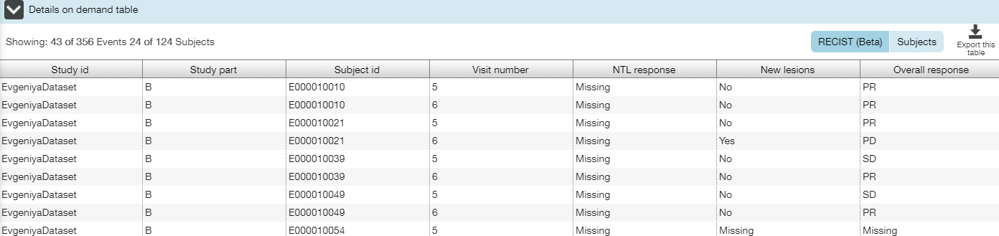 Details on demand table
Showing: 43 of 356 Events 24 of 124 Subjects
RECIST (Beta) Subjects
Export this
table
Study id Study part Subject id Visit number NTL response New lesions Overall response
EvgeniyaDataset B E000010010 5 Missing No PR
EvgeniyaDataset B E000010010 6 Missing No PR
EvgeniyaDataset B E000010021 5 Missing No PR
EvgeniyaDataset B E000010021 6 Missing Yes PD
EvgeniyaDataset B E000010039 5 Missing No SD
EvgeniyaDataset B E000010039 6 Missing No PR
EvgeniyaDataset B E000010049 5 Missing No SD
EvgeniyaDataset B E000010049 6 Missing No PR
EvgeniyaDataset B E000010054 5 Missing Missing Missing